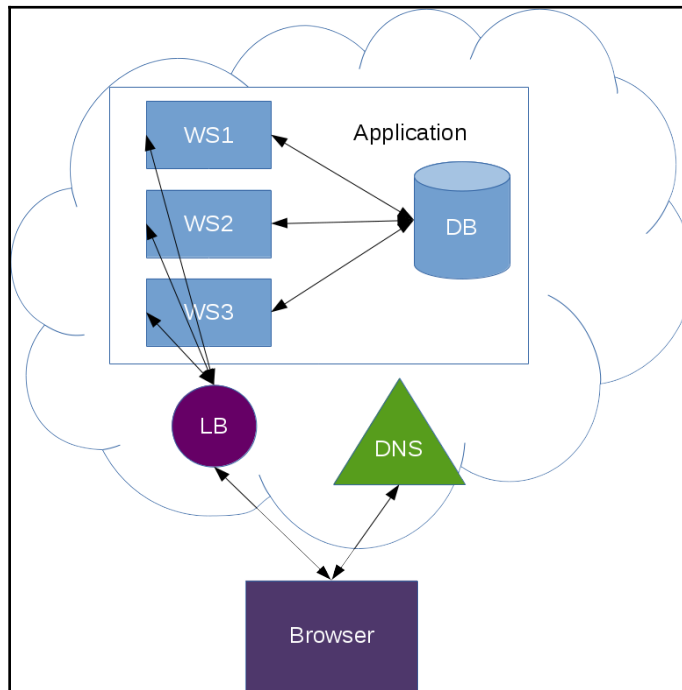 WS1
Application
WS2
DB
WS3
LB
DNS
Browser